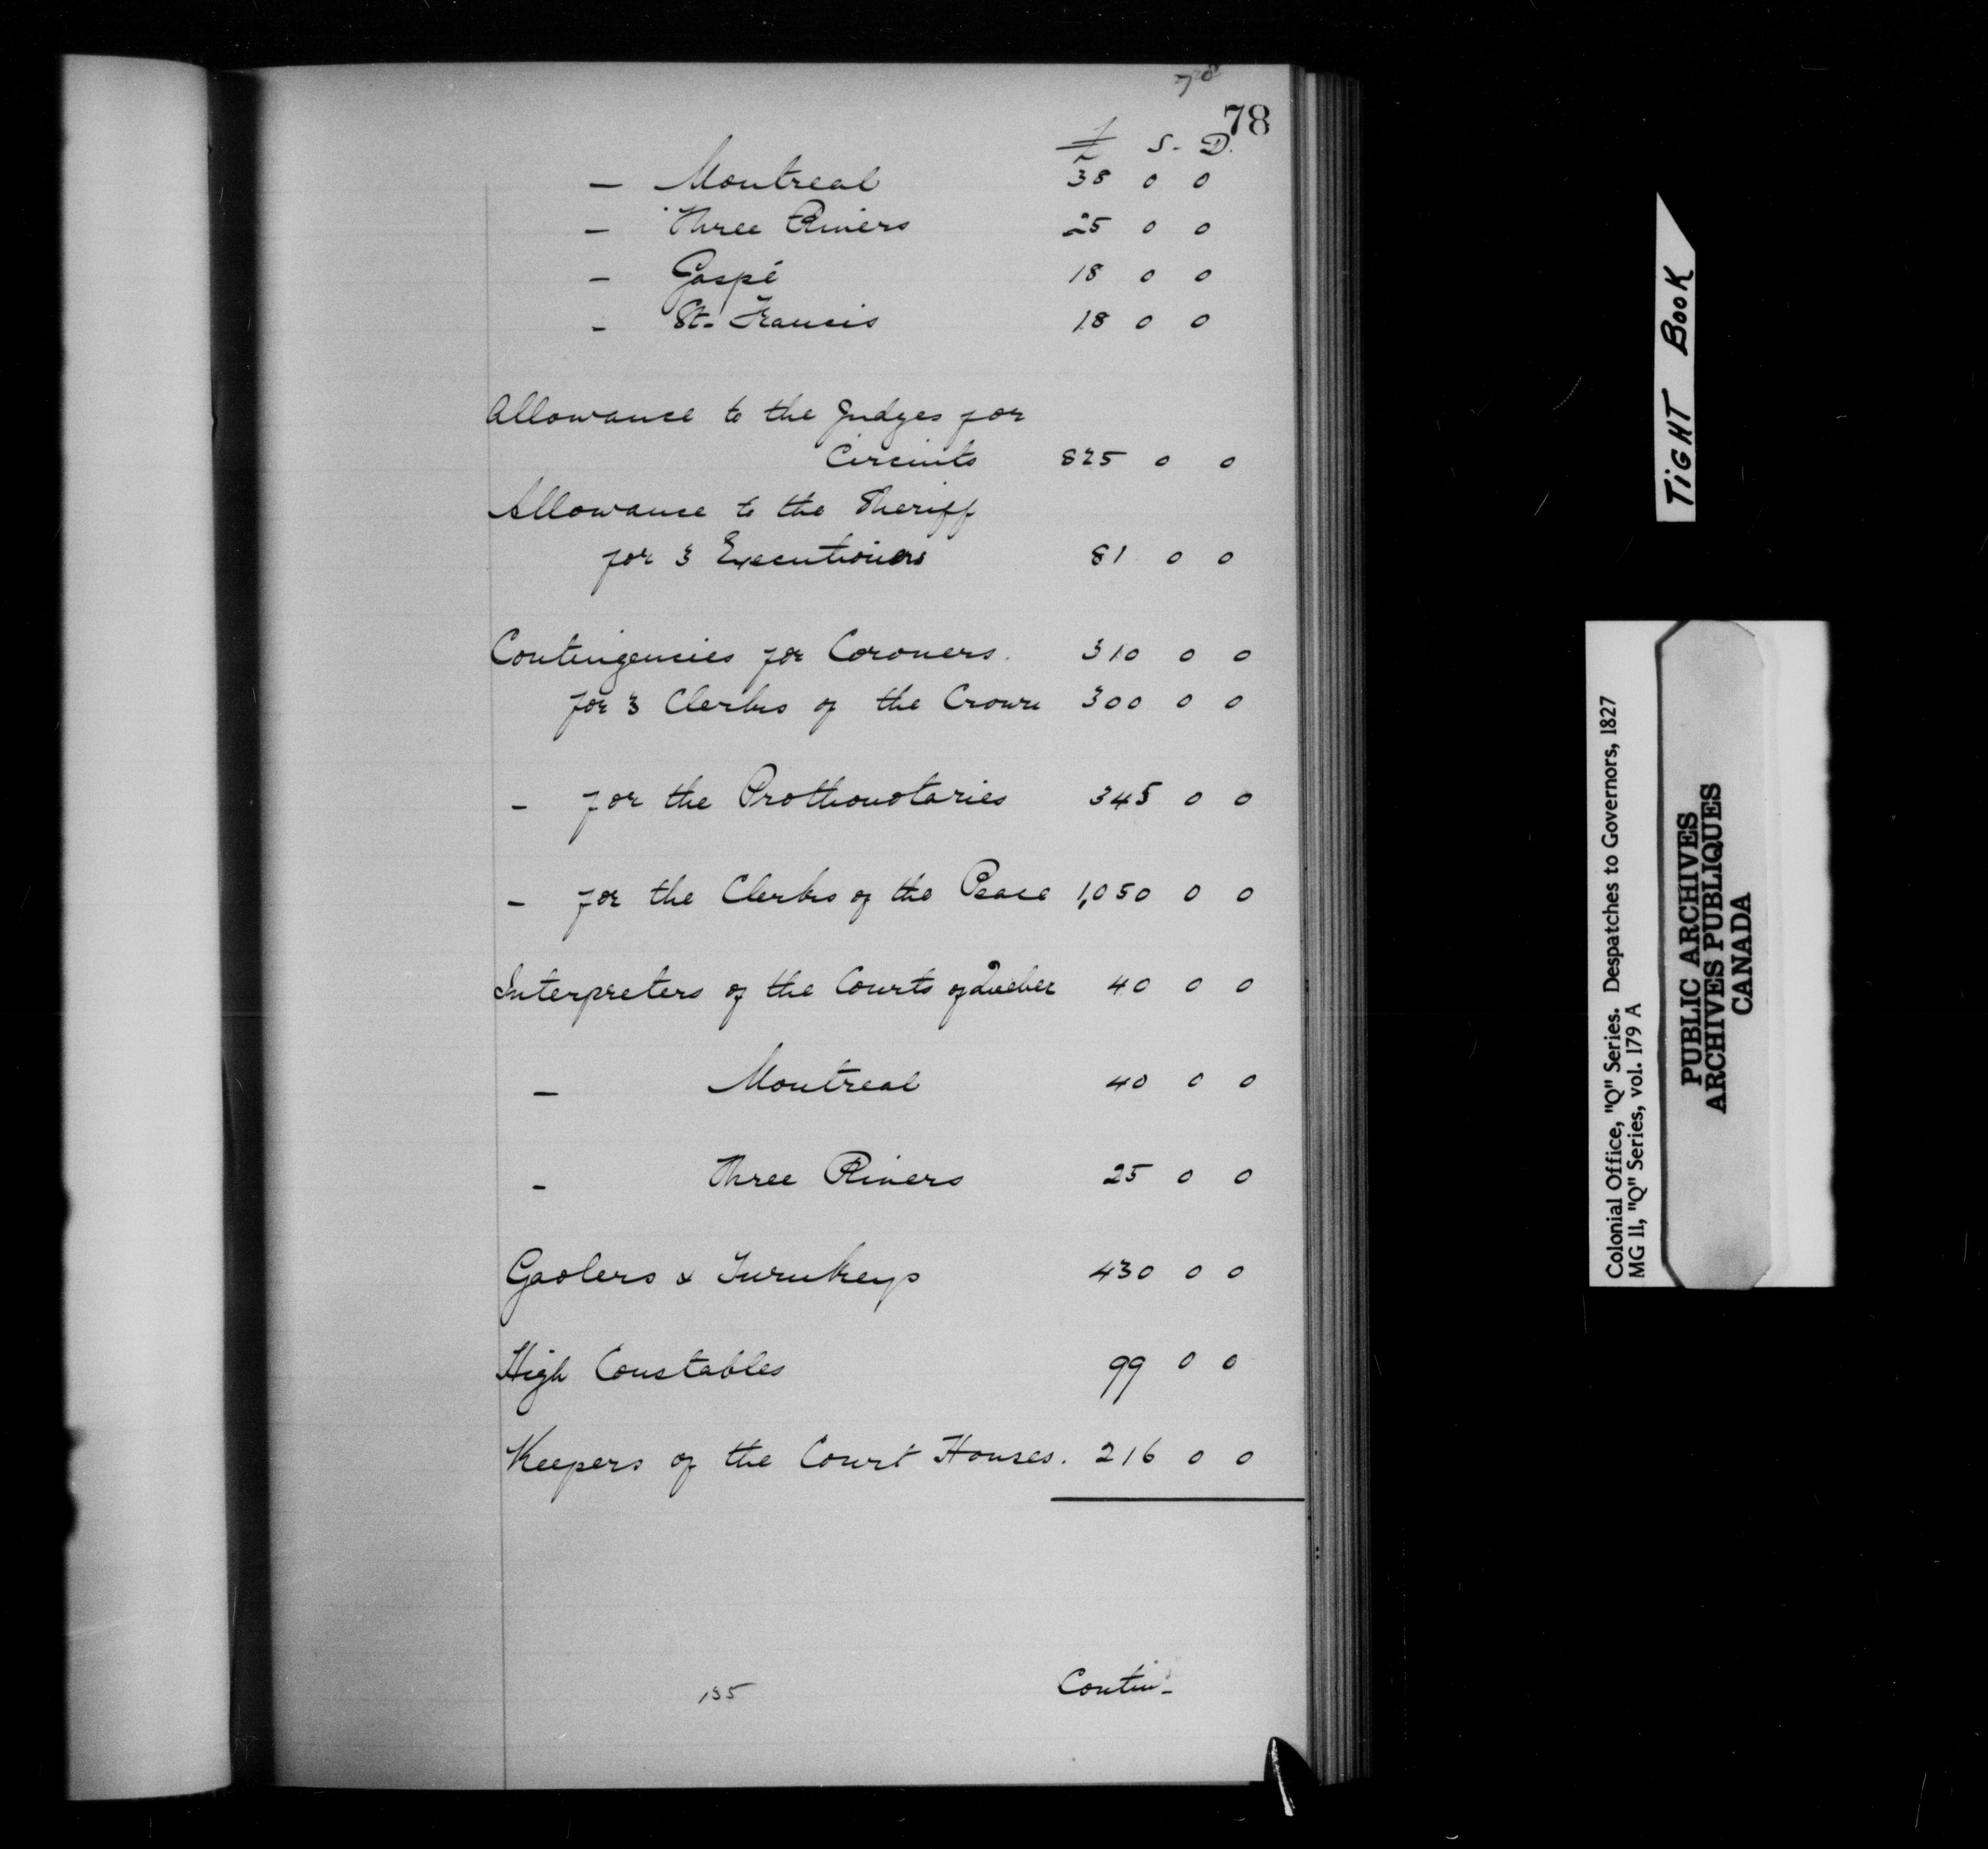 78
78
£ S. D.
— Montreal 38 0 0
— Three Rivers 25 0 0
— Gaspé 18 0 0
— St. Francis 18 0 0
Allowance to the Judges for
Circuits 825 0 0
Allowance to the Sheriff
for 3 Executioners 81 0 0
Contingencies for Coroners. 310 0 0
for 3 Clerks of the Crown 300 0 0
— for the Prothonotaries 345 0 0
— for the Clerks of the Peace 1,050 0 0
Interpreters of the Courts of Quebec 40 0 0
— Montreal 40 0 0
— Three Rivers 25 0 0
Gaolers & Turnkeys 430 0 0
High Constables 99 0 0
Keepers of the Court Houses. 216 0 0
135
Contin-
TiGHT BOOK
Colonial Office, "Q" Series. Despatches to Governors, 1827
MG 11, "Q" Series, vol. 179 A
PUBLIC ARCHIVES
ARCHIVES PUBLIQUES
CANADA